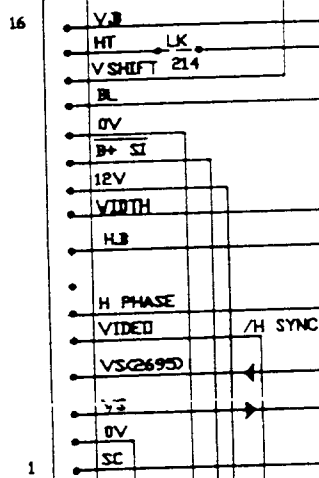 16 V.B
HT LK
V SHIFT 214
BL
0V
B+ SI
12V
WIDTH
H.B
H PHASE
VIDEO /H SYNC
VS(2695)
0V
1 SC